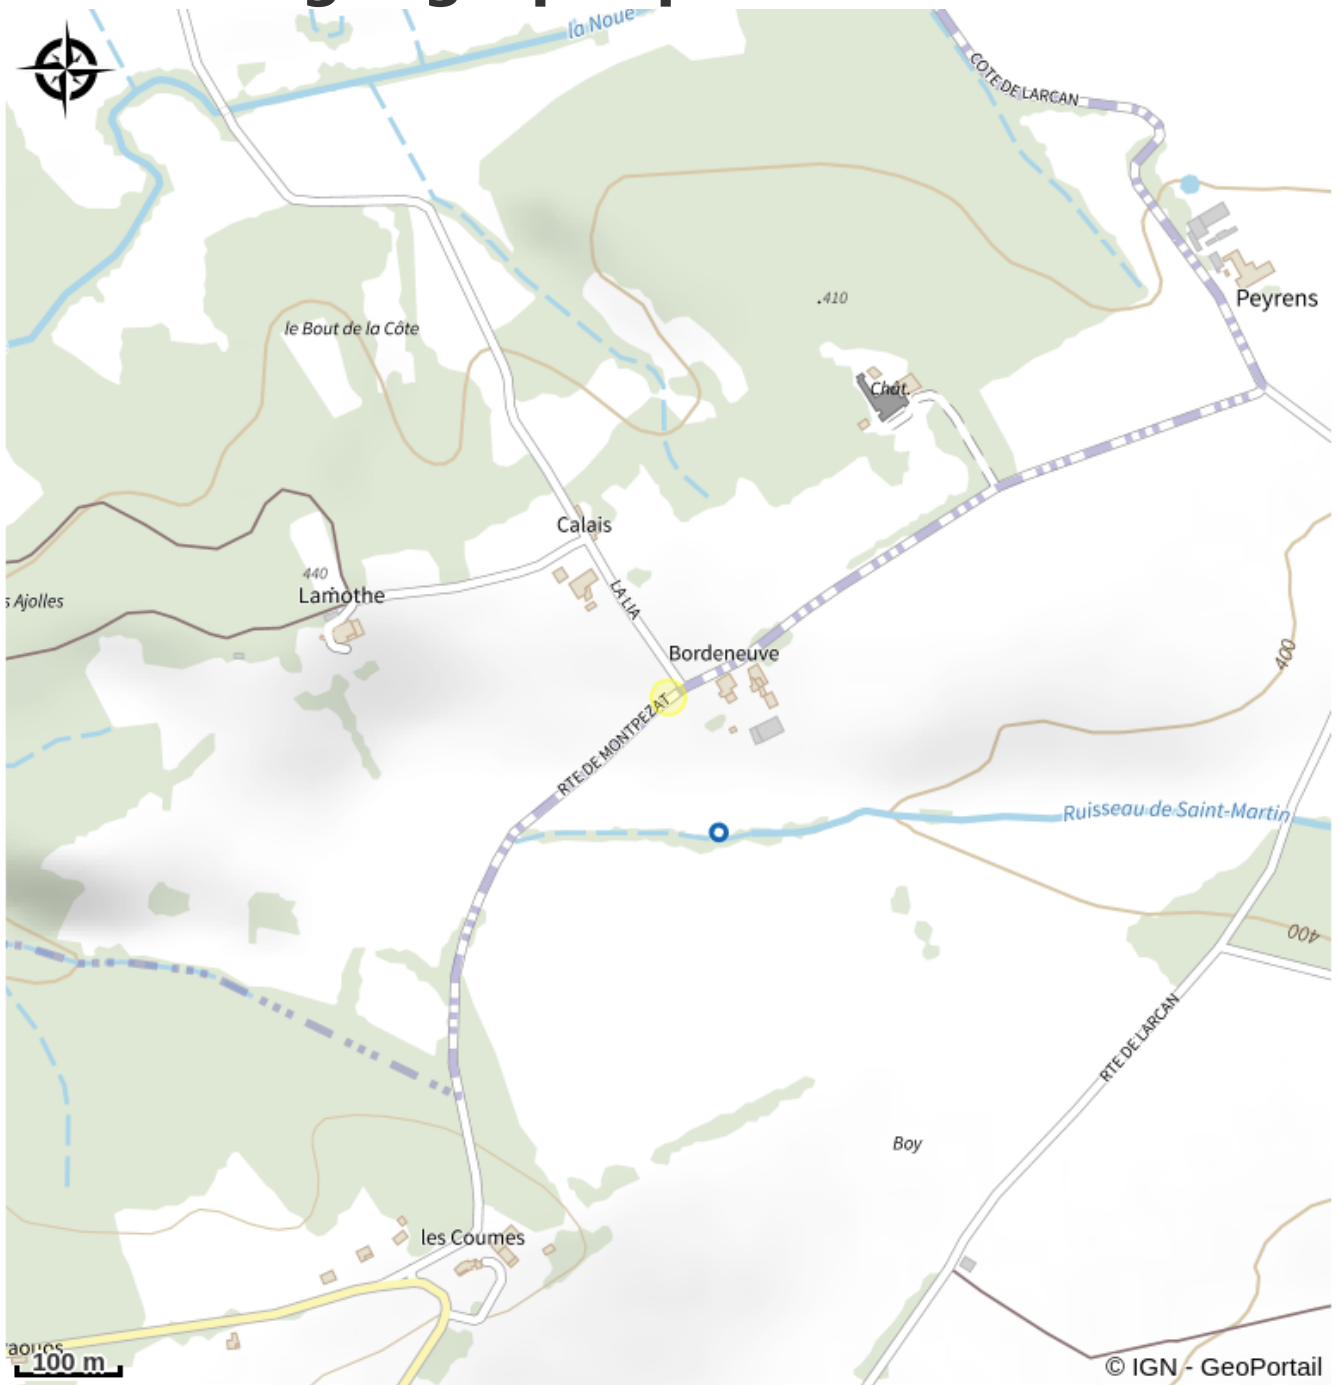 la Noue
COTE DE LARCAN
Peyrens
.410
le Bout de la Côte
Chât.
Calais
440
Lamothe
s Ajolles
LA LIA
Bordeneuve
400
RTE DE MONTPEZAT
Ruisseau de Saint-Martin
400
RTE DE LARCAN
Boy
les Coumes
raouos
100 m
© IGN - GeoPortail